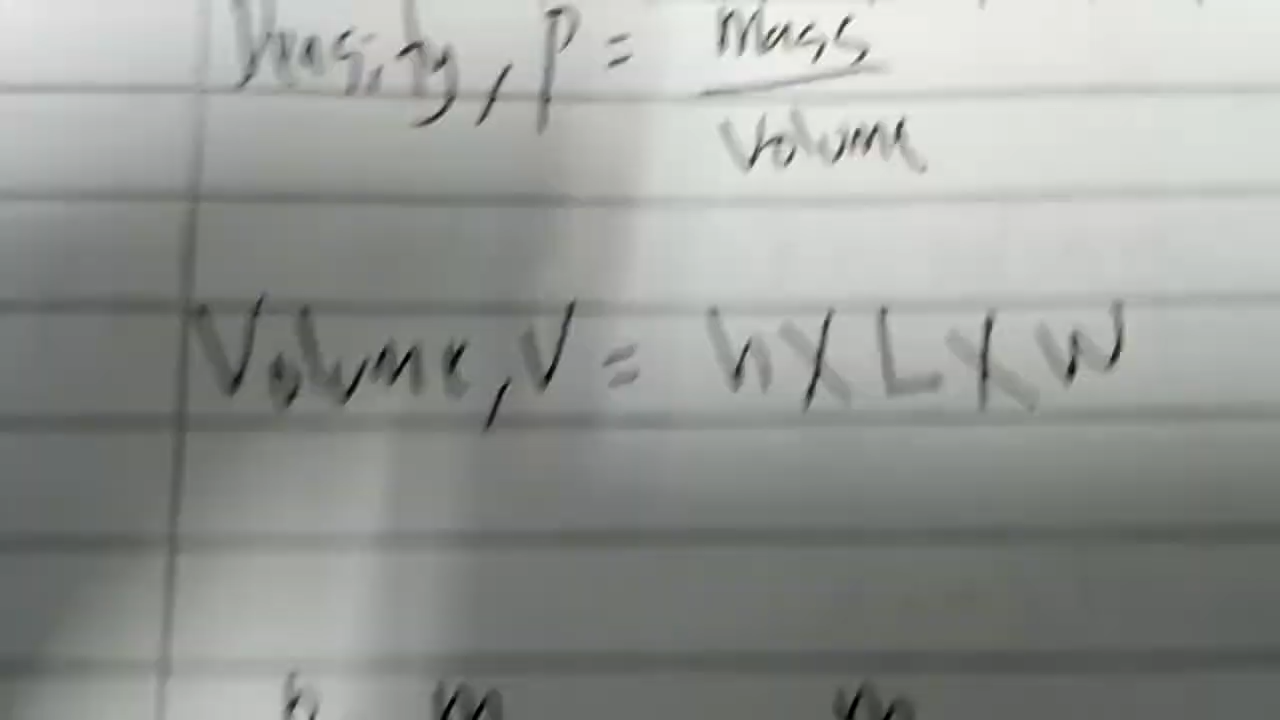 Density, P = Mass
Volume
Volume, V = h X L X W